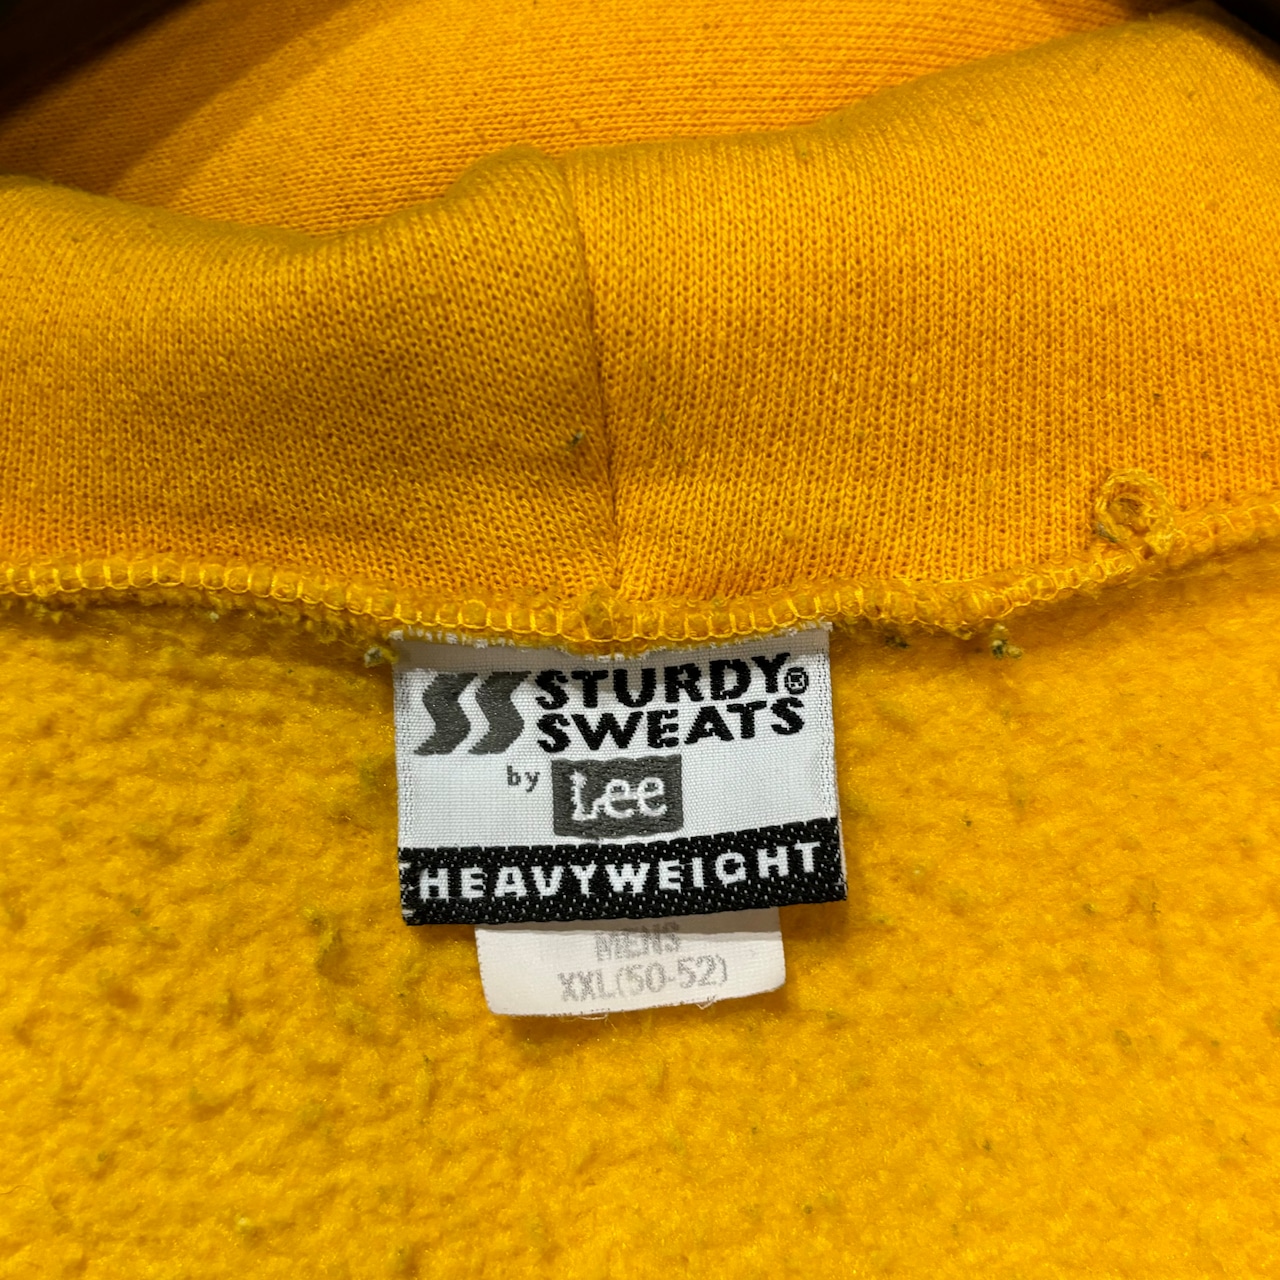 SS STURDY®
SWEATS
by Lee
HEAVYWEIGHT
MENS
XXL(50-52)